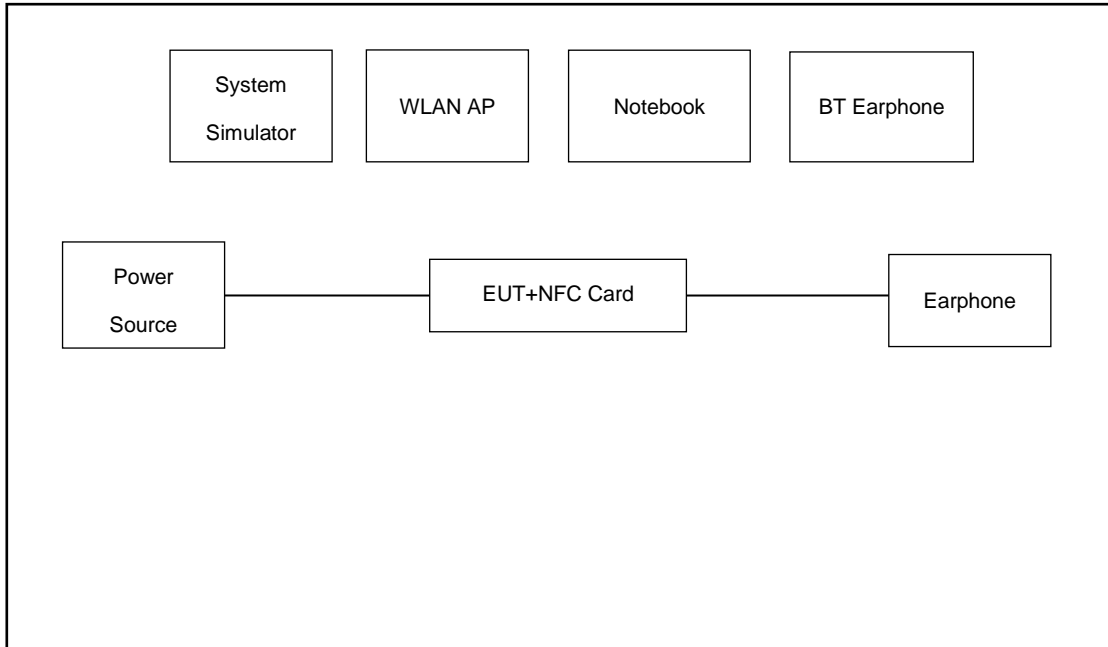 System
Simulator
WLAN AP
Notebook
BT Earphone
Power
Source
EUT+NFC Card
Earphone